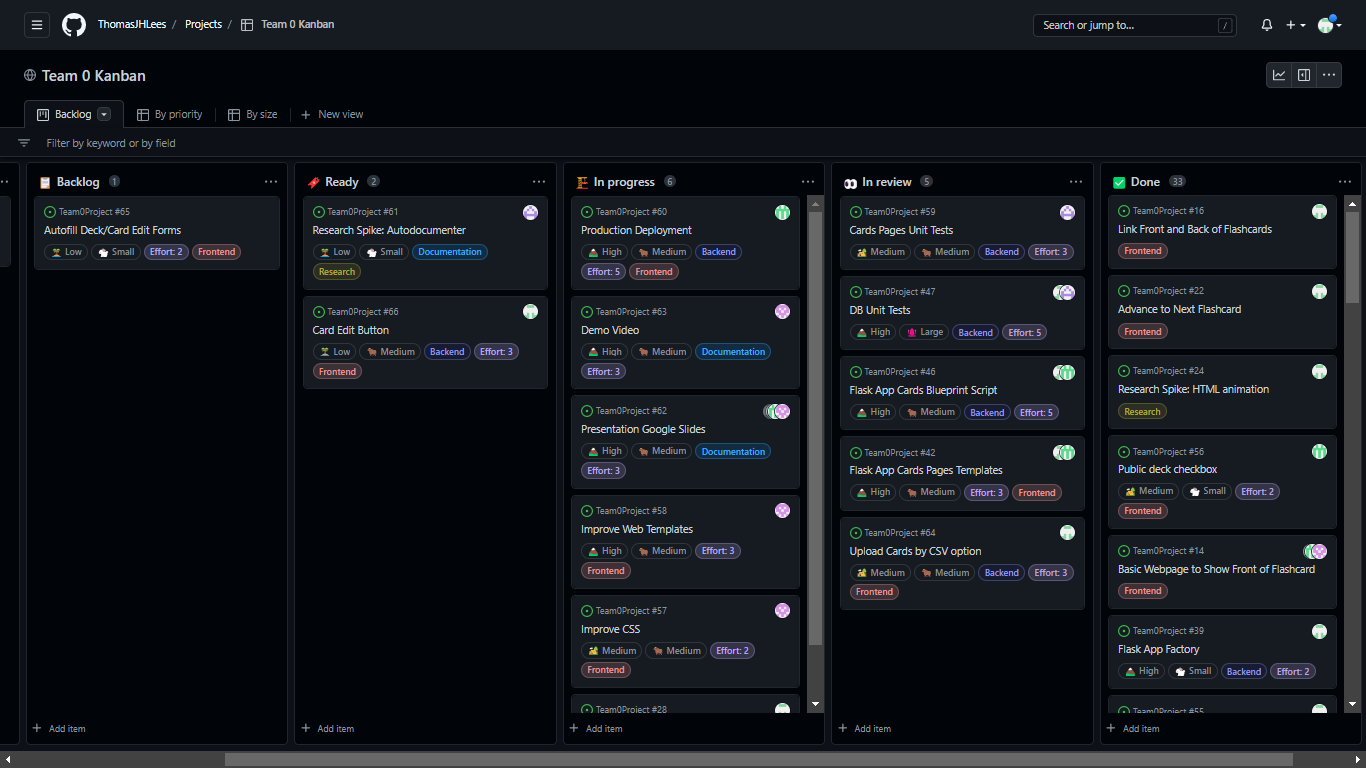 ThomasJHLees / Projects / Team 0 Kanban
Search or jump to... /
Team 0 Kanban
Backlog By priority By size + New view
Filter by keyword or by field
Backlog 1
Team0Project #65
Autofill Deck/Card Edit Forms
Low Small Effort: 2 Frontend
+ Add item
Ready 2
Team0Project #61
Research Spike: Autodocumenter
Low Small Documentation
Research
Team0Project #66
Card Edit Button
Low Medium Backend Effort: 3
Frontend
+ Add item
In progress 6
Team0Project #60
Production Deployment
High Medium Backend
Effort: 5 Frontend
Team0Project #63
Demo Video
High Medium Documentation
Effort: 3
Team0Project #62
Presentation Google Slides
High Medium Documentation
Effort: 3
Team0Project #58
Improve Web Templates
High Medium Effort: 3
Frontend
Team0Project #57
Improve CSS
Medium Medium Effort: 2
Frontend
Team0Project #28
+ Add item
In review 5
Team0Project #59
Cards Pages Unit Tests
Medium Medium Backend Effort: 3
Team0Project #47
DB Unit Tests
High Large Backend Effort: 5
Team0Project #46
Flask App Cards Blueprint Script
High Medium Backend Effort: 5
Team0Project #42
Flask App Cards Pages Templates
High Medium Effort: 3 Frontend
Team0Project #64
Upload Cards by CSV option
Medium Medium Backend Effort: 3
Frontend
+ Add item
Done 33
Team0Project #16
Link Front and Back of Flashcards
Frontend
Team0Project #22
Advance to Next Flashcard
Frontend
Team0Project #24
Research Spike: HTML animation
Research
Team0Project #56
Public deck checkbox
Medium Small Effort: 2
Frontend
Team0Project #14
Basic Webpage to Show Front of Flashcard
Frontend
Team0Project #39
Flask App Factory
High Small Backend Effort: 2
Team0Project #55
+ Add item